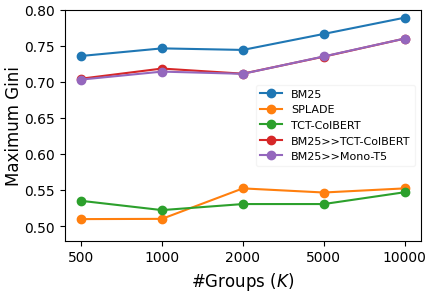 0.80
0.75
0.70
0.65
0.60
0.55
0.50
Maximum Gini
BM25
SPLADE
TCT-ColBERT
BM25>>TCT-ColBERT
BM25>>Mono-T5
500 1000 2000 5000 10000
#Groups (K)